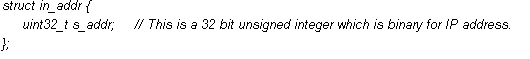 struct in_addr {
uint32_t s_addr;   // This is a 32 bit unsigned integer which is binary for IP address.
};